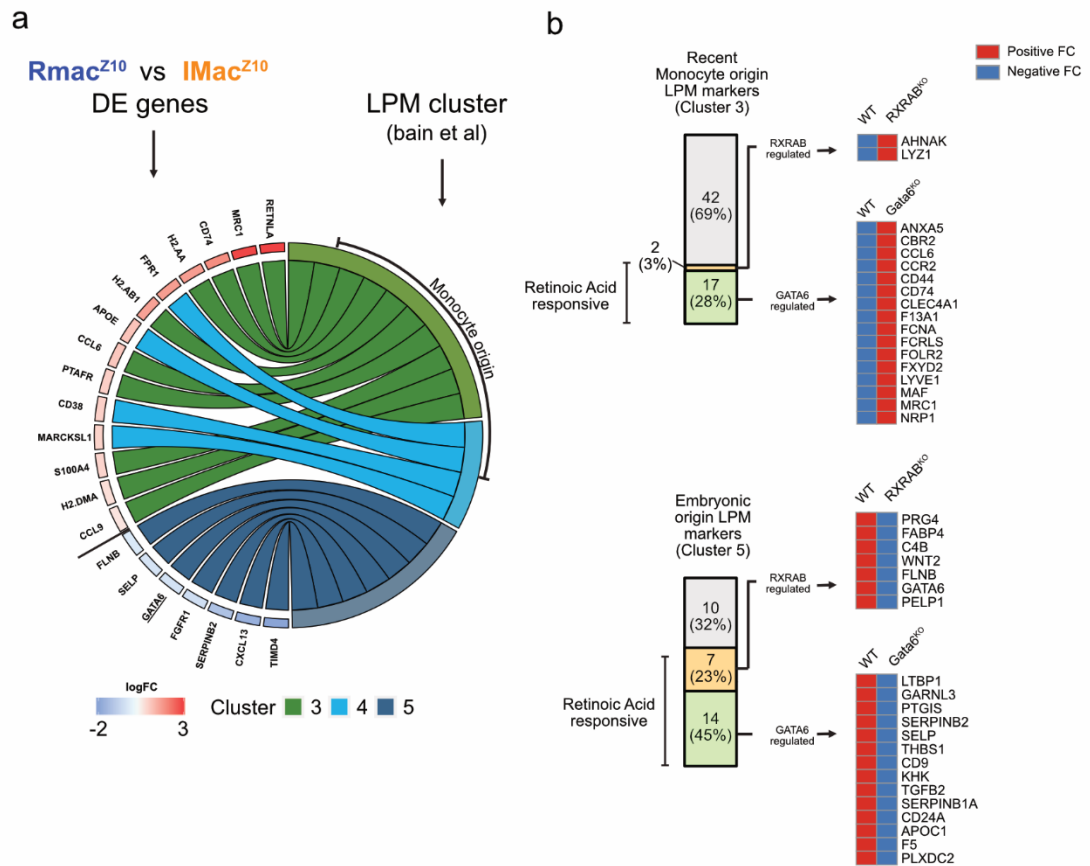 a
Rmac^Z10 vs IMac^Z10
DE genes
LPM cluster
(bain et al)
RETNLA
MRC1
CD74
H2.AA
FPR1
H2.AB1
APOE
CCL6
PTAFR
CD38
MARCKSL1
S100A4
H2.DMA
CCL9
FLNB
SELP
GATA6
FGFR1
SERPINB2
CXCL13
TIMD4
Monocyte origin
logFC
-2
3
Cluster 3 4 5
b
Positive FC
Negative FC
Recent
Monocyte origin
LPM markers
(Cluster 3)
42
(69%)
2
(3%)
17
(28%)
Retinoic Acid
responsive
RXRAB
regulated
GATA6
regulated
WT
RXRAB^KO
AHNAK
LYZ1
WT
Gata6^KO
ANXA5
CBR2
CCL6
CCR2
CD44
CD74
CLEC4A1
F13A1
FCNA
FCRLS
FOLR2
FXYD2
LYVE1
MAF
MRC1
NRP1
Embryonic
origin LPM
markers
(Cluster 5)
10
(32%)
7
(23%)
14
(45%)
Retinoic Acid
responsive
RXRAB
regulated
GATA6
regulated
WT
RXRAB^KO
PRG4
FABP4
C4B
WNT2
FLNB
GATA6
PELP1
WT
Gata6^KO
LTBP1
GARNL3
PTGIS
SERPINB2
SELP
THBS1
CD9
KHK
TGFB2
SERPINB1A
CD24A
APOC1
F5
PLXDC2